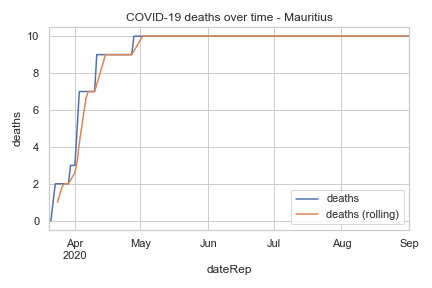 COVID-19 deaths over time - Mauritius
deaths
10
8
6
4
2
0
deaths
deaths (rolling)
Apr
2020
May
Jun
Jul
Aug
Sep
dateRep